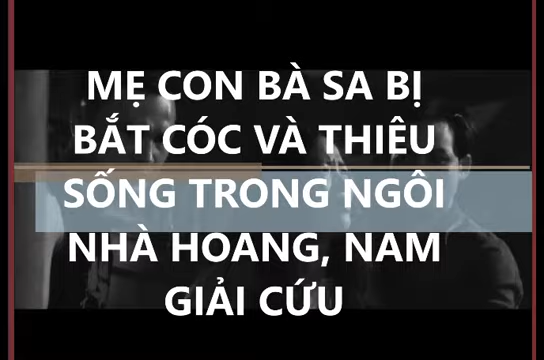 MẸ CON BÀ SA BỊ
BẮT CÓC VÀ THIÊU
SỐNG TRONG NGÔI
NHÀ HOANG, NAM
GIẢI CỨU